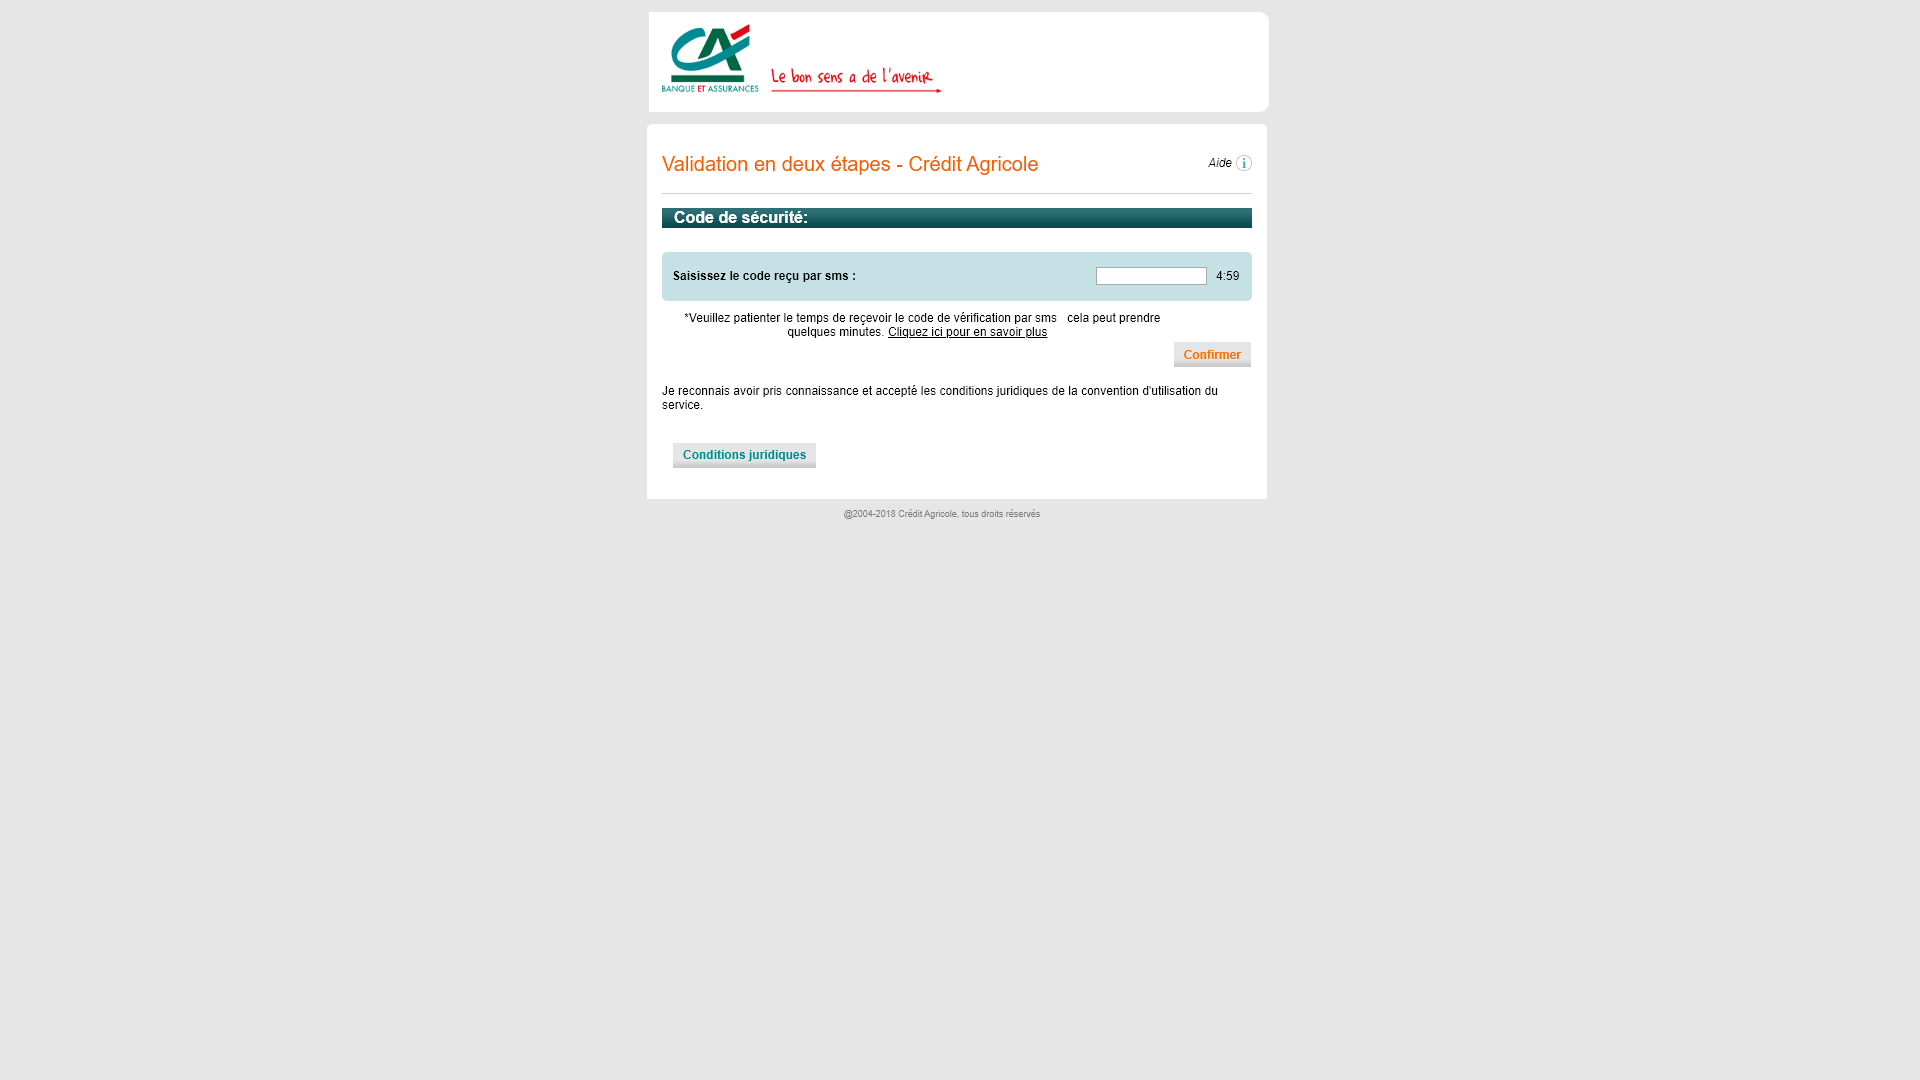 BANQUE ET ASSURANCES
Le bon sens a de l'avenir
Validation en deux étapes - Crédit Agricole
Aide i
Code de sécurité:
Saisissez le code reçu par sms :
4:59
*Veuillez patienter le temps de reçevoir le code de vérification par sms   cela peut prendre
quelques minutes. Cliquez ici pour en savoir plus
Confirmer
Je reconnais avoir pris connaissance et accepté les conditions juridiques de la convention d'utilisation du
service.
Conditions juridiques
@2004-2018 Crédit Agricole, tous droits réservés